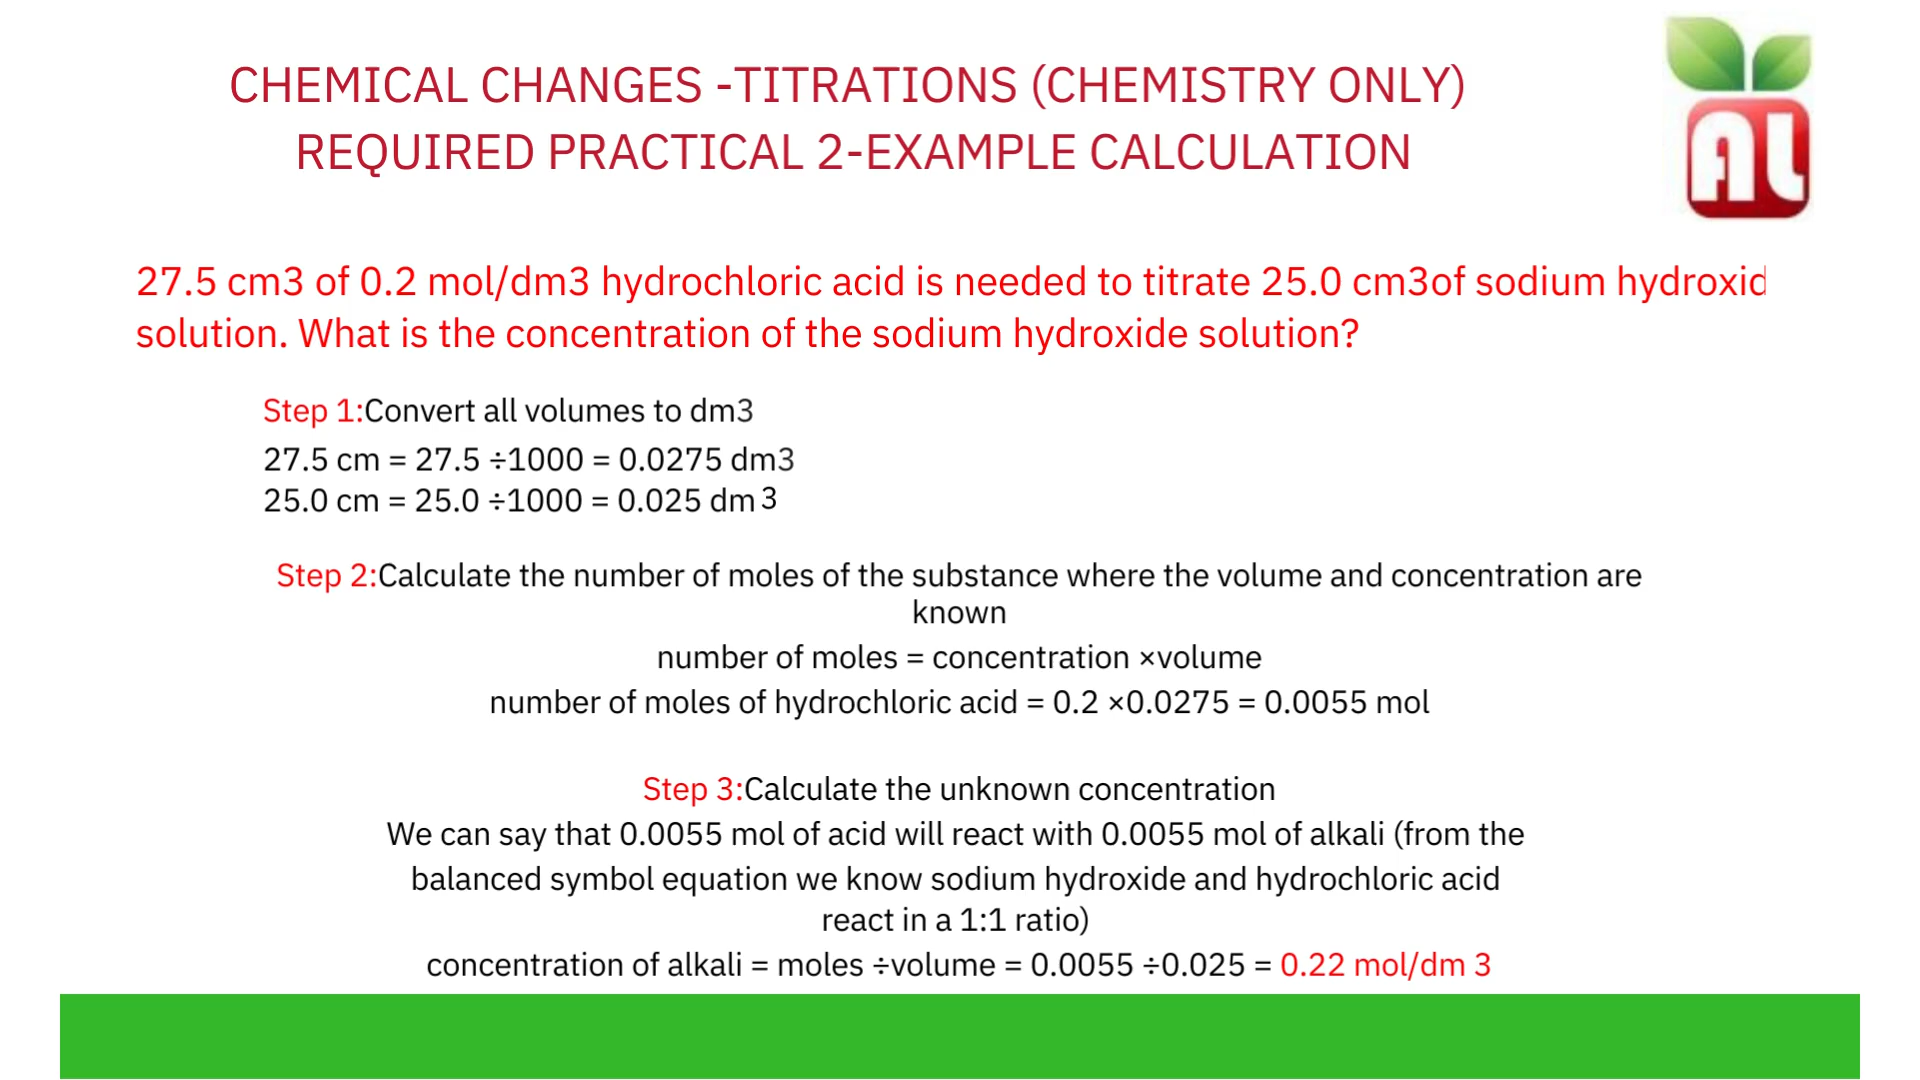 CHEMICAL CHANGES -TITRATIONS (CHEMISTRY ONLY)
REQUIRED PRACTICAL 2-EXAMPLE CALCULATION
AL
27.5 cm3 of 0.2 mol/dm3 hydrochloric acid is needed to titrate 25.0 cm3of sodium hydroxid
solution. What is the concentration of the sodium hydroxide solution?
Step 1:Convert all volumes to dm3
27.5 cm = 27.5 ÷1000 = 0.0275 dm3
25.0 cm = 25.0 ÷1000 = 0.025 dm 3
Step 2:Calculate the number of moles of the substance where the volume and concentration are
known
number of moles = concentration ×volume
number of moles of hydrochloric acid = 0.2 ×0.0275 = 0.0055 mol
Step 3:Calculate the unknown concentration
We can say that 0.0055 mol of acid will react with 0.0055 mol of alkali (from the
balanced symbol equation we know sodium hydroxide and hydrochloric acid
react in a 1:1 ratio)
concentration of alkali = moles ÷volume = 0.0055 ÷0.025 = 0.22 mol/dm 3